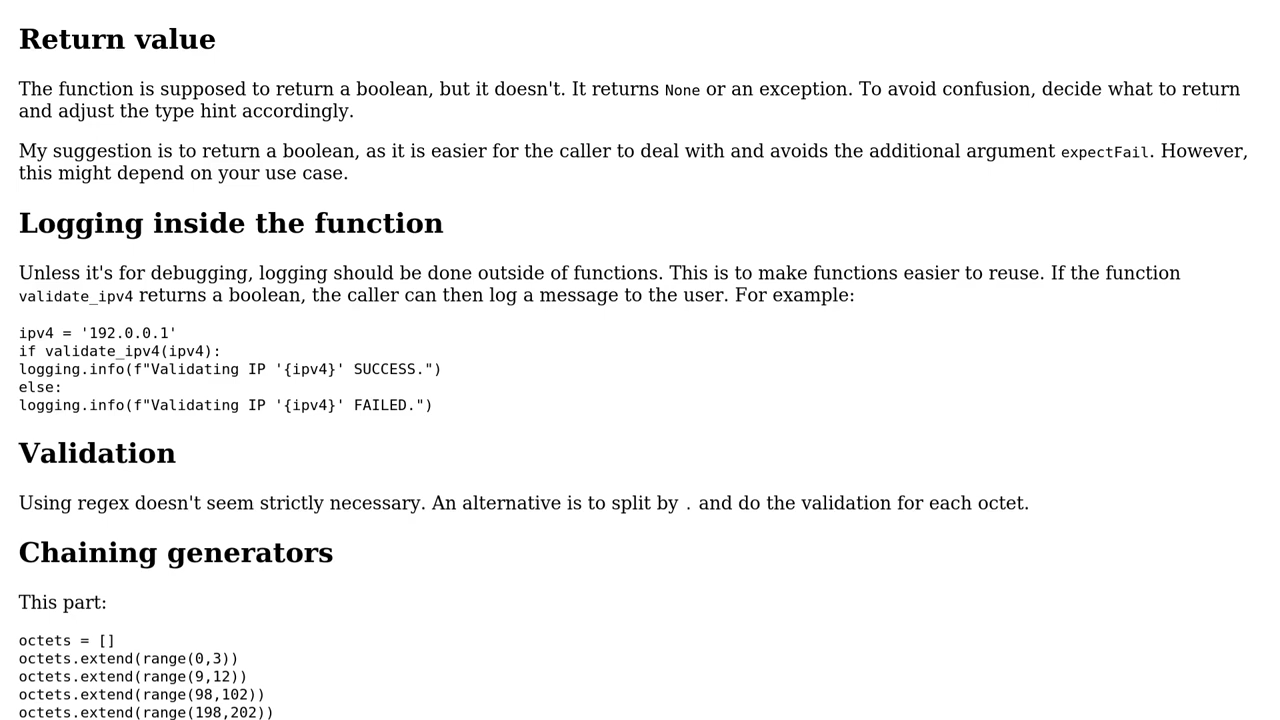 Return value
The function is supposed to return a boolean, but it doesn't. It returns None or an exception. To avoid confusion, decide what to return
and adjust the type hint accordingly.
My suggestion is to return a boolean, as it is easier for the caller to deal with and avoids the additional argument expectFail. However,
this might depend on your use case.
Logging inside the function
Unless it's for debugging, logging should be done outside of functions. This is to make functions easier to reuse. If the function
validate_ipv4 returns a boolean, the caller can then log a message to the user. For example:
ipv4 = '192.0.0.1'
if validate_ipv4(ipv4):
logging.info(f"Validating IP '{ipv4}' SUCCESS.")
else:
logging.info(f"Validating IP '{ipv4}' FAILED.")
Validation
Using regex doesn't seem strictly necessary. An alternative is to split by . and do the validation for each octet.
Chaining generators
This part:
octets = []
octets.extend(range(0,3))
octets.extend(range(9,12))
octets.extend(range(98,102))
octets.extend(range(198,202))